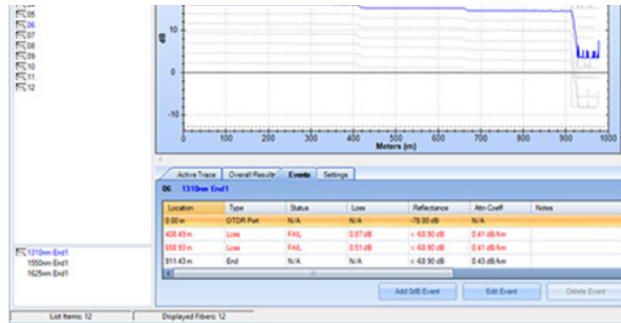 05
06
07
08
09
10
11
12
dB
10
0
-10
0 100 200 300 400 500 600 700 800 900 1000
Meters (m)
Active Trace Overall Results Events Settings
06 1310nm End1
Location Type Status Loss Reflectance Attn Coeff Notes
0.00 m OTDR Port N/A N/A -78.00 dB N/A
408.49 m Loss FAIL 0.87 dB < -68.90 dB 0.41 dB/km
658.93 m Loss FAIL 0.51 dB < -68.90 dB 0.41 dB/km
911.43 m End N/A N/A < -68.90 dB 0.43 dB/km
1310nm End1
1550nm End1
1625nm End1
Add 0dB Event Edit Event Delete Event
List Items: 12 Displayed Fibers: 12